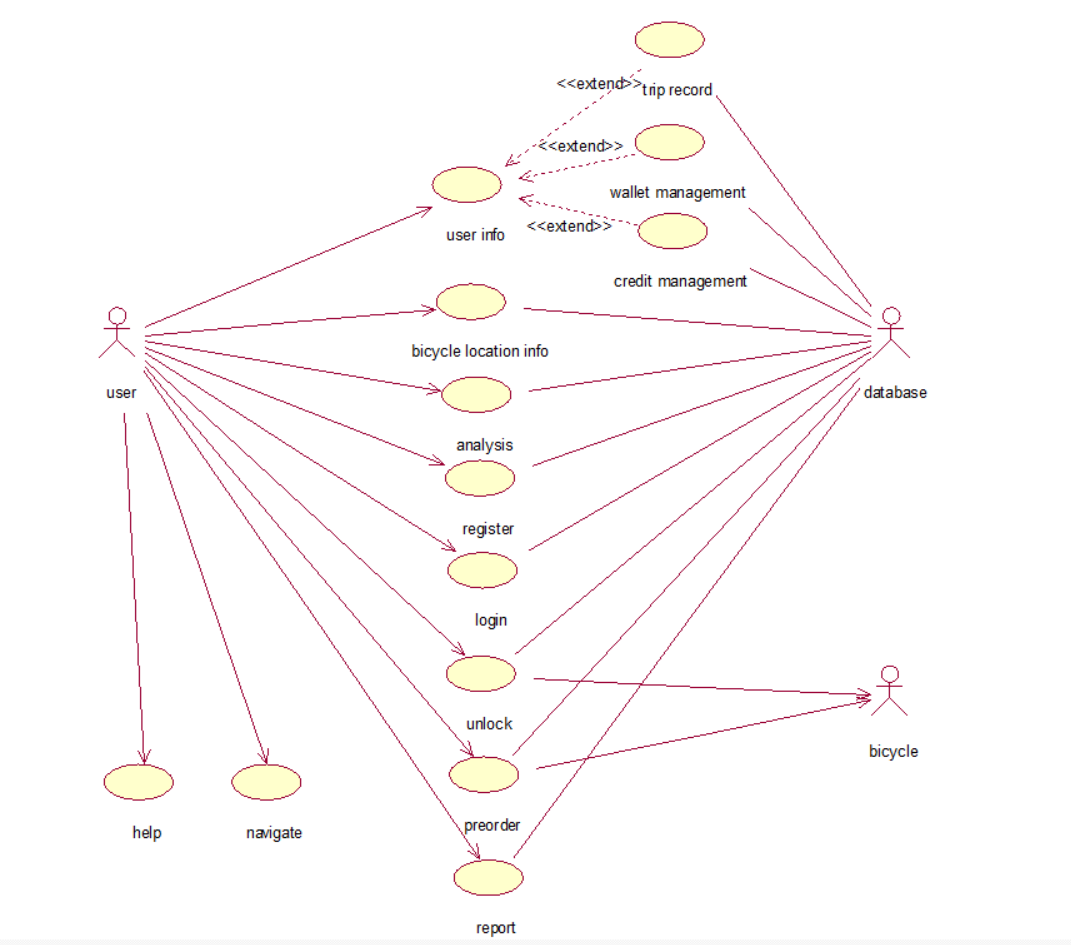 <<extend>>
trip record
<<extend>>
wallet management
<<extend>>
user info
credit management
bicycle location info
user
database
analysis
register
login
unlock
bicycle
preorder
help
navigate
report